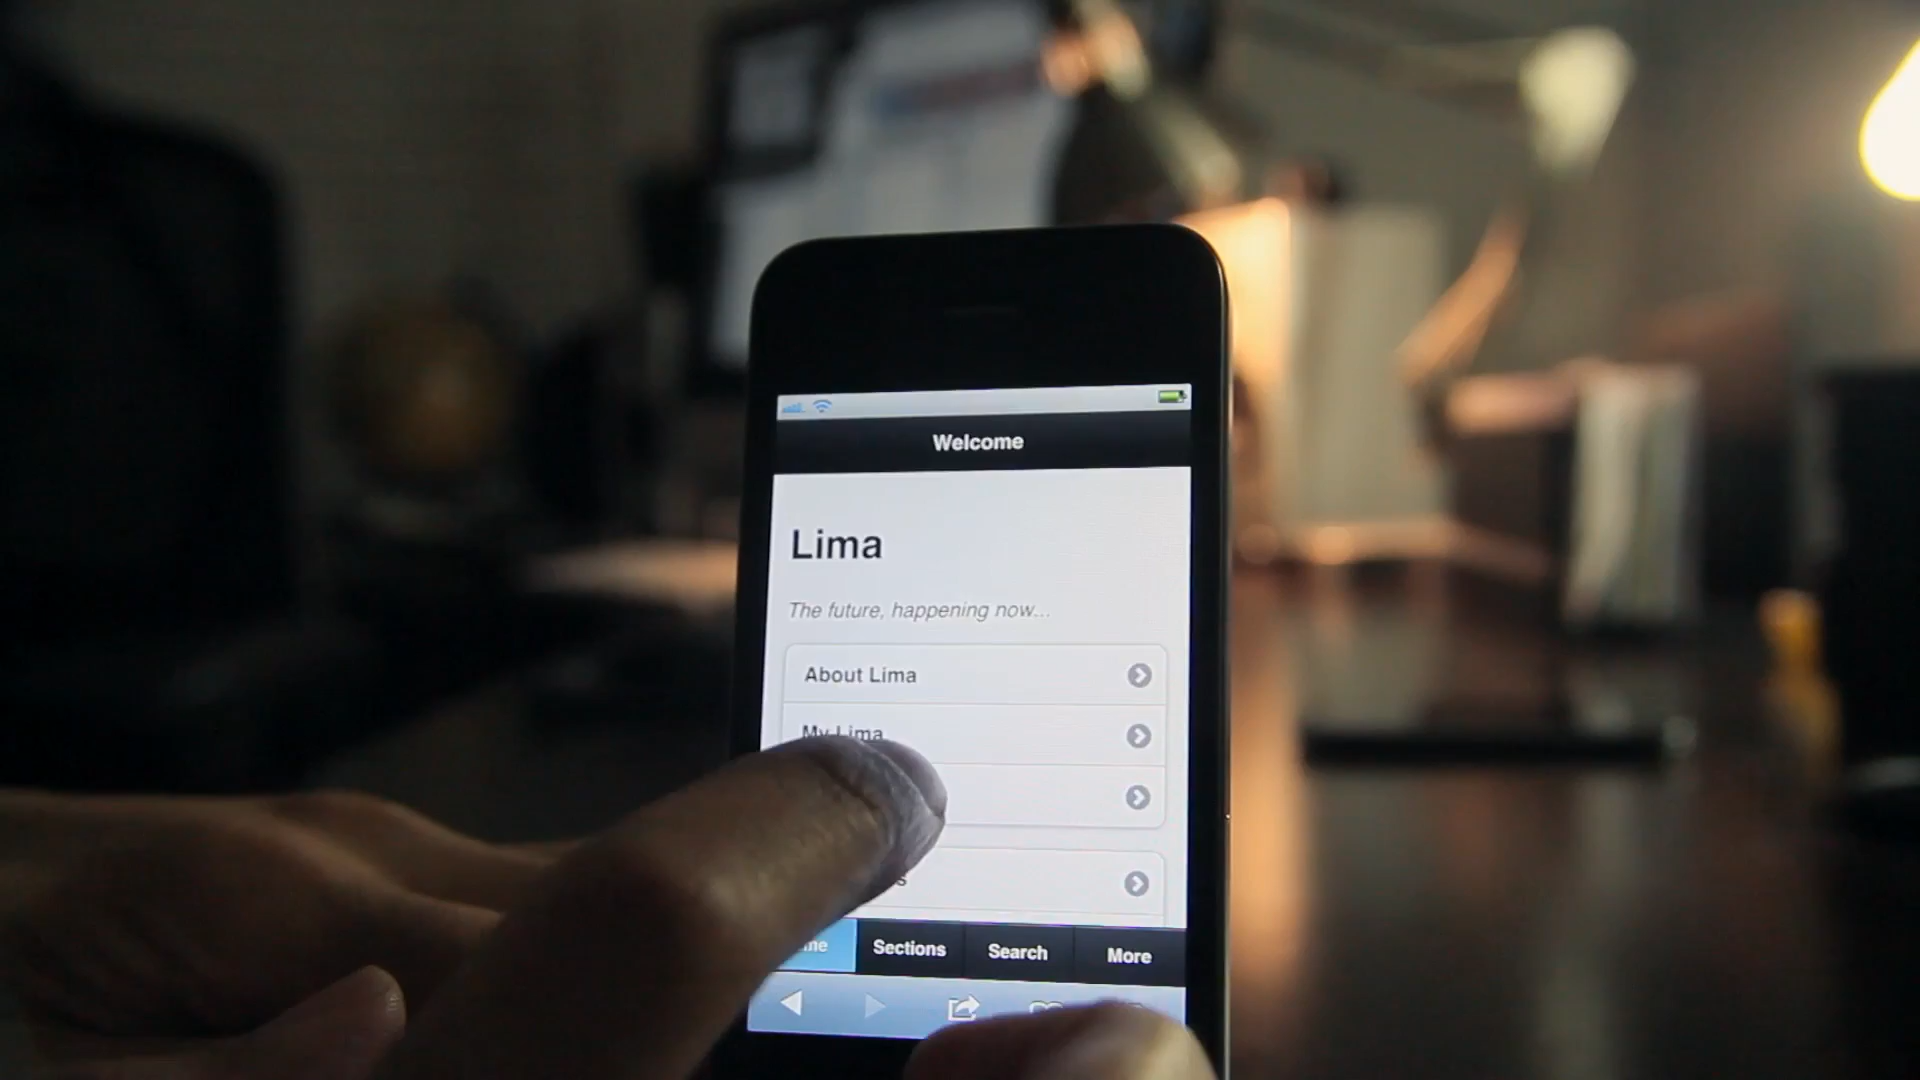 Welcome
Lima
The future, happening now...
About Lima
My Lima
Sections
Search
More